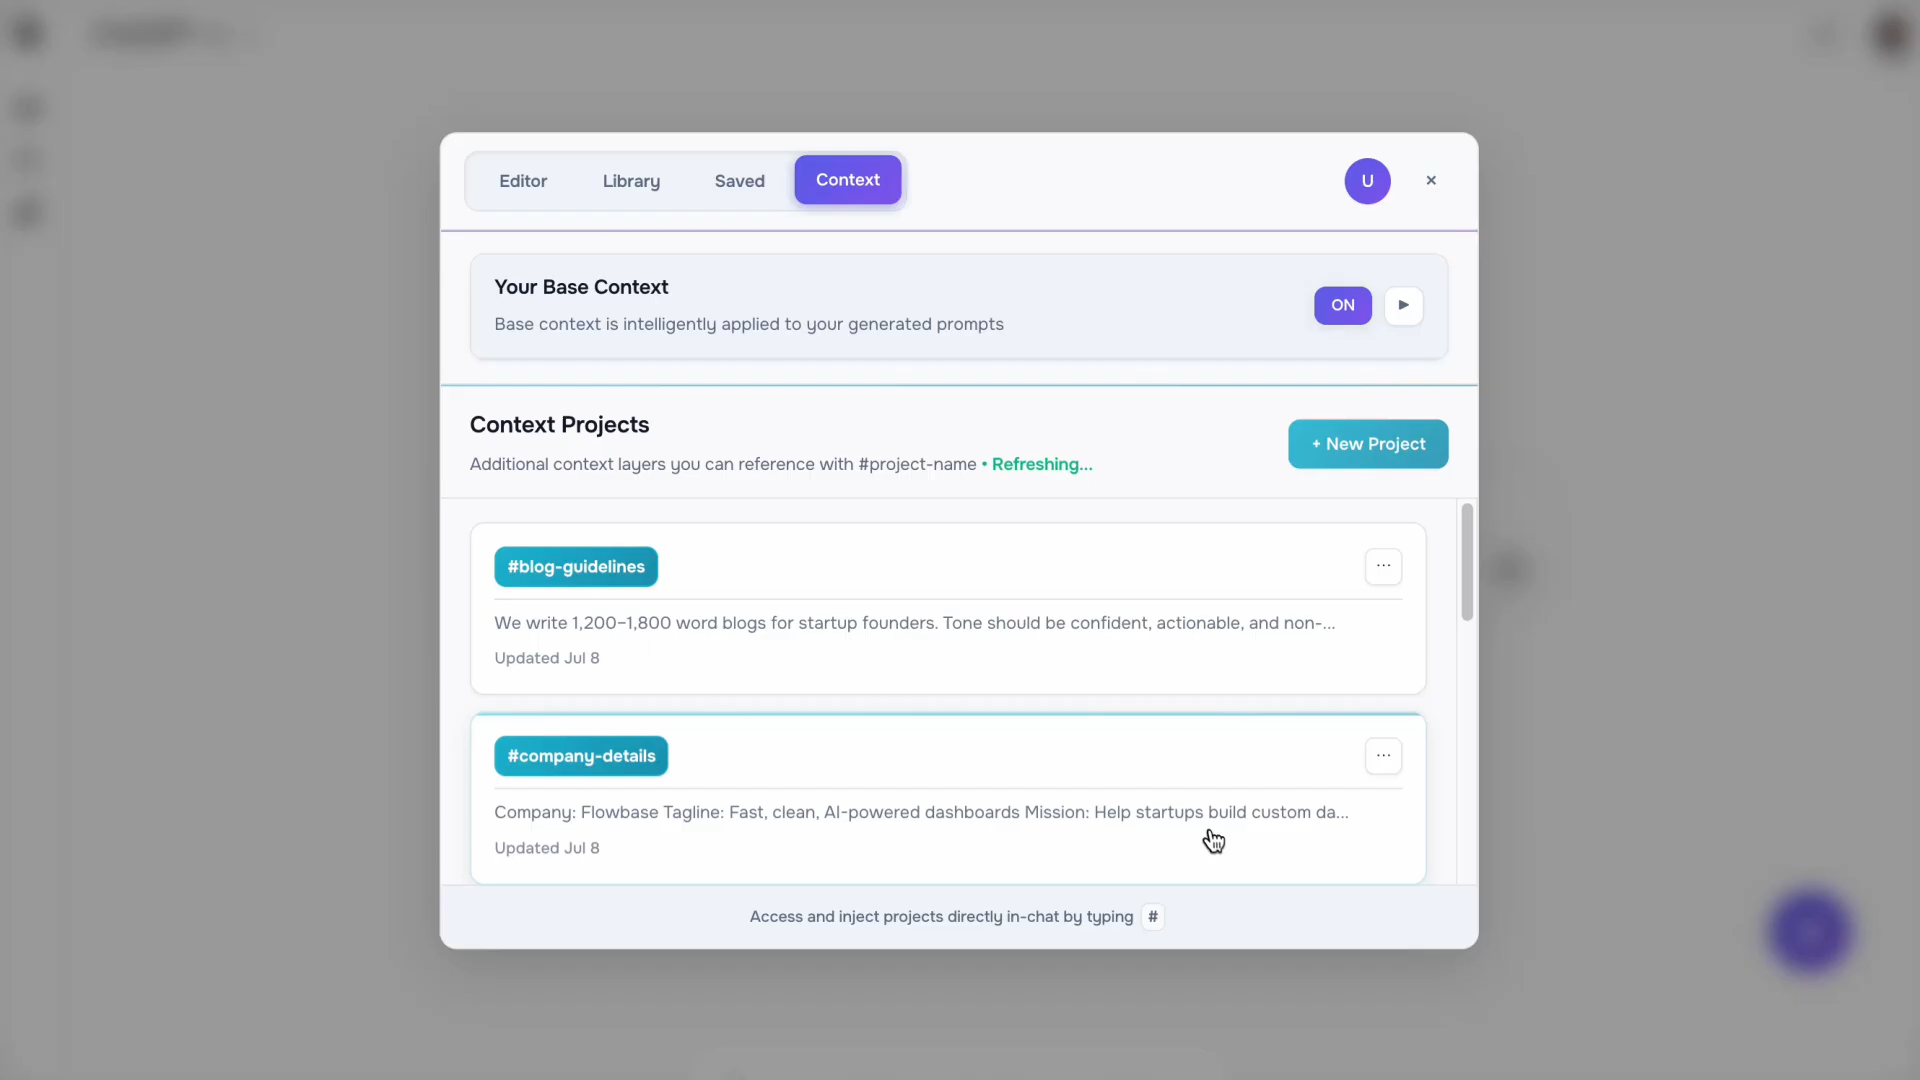 Editor
Library
Saved
Context
U
×
Your Base Context
Base context is intelligently applied to your generated prompts
ON
Context Projects
Additional context layers you can reference with #project-name • Refreshing...
+ New Project
#blog-guidelines
...
We write 1,200–1,800 word blogs for startup founders. Tone should be confident, actionable, and non-...
Updated Jul 8
#company-details
...
Company: Flowbase Tagline: Fast, clean, AI-powered dashboards Mission: Help startups build custom da...
Updated Jul 8
Access and inject projects directly in-chat by typing #